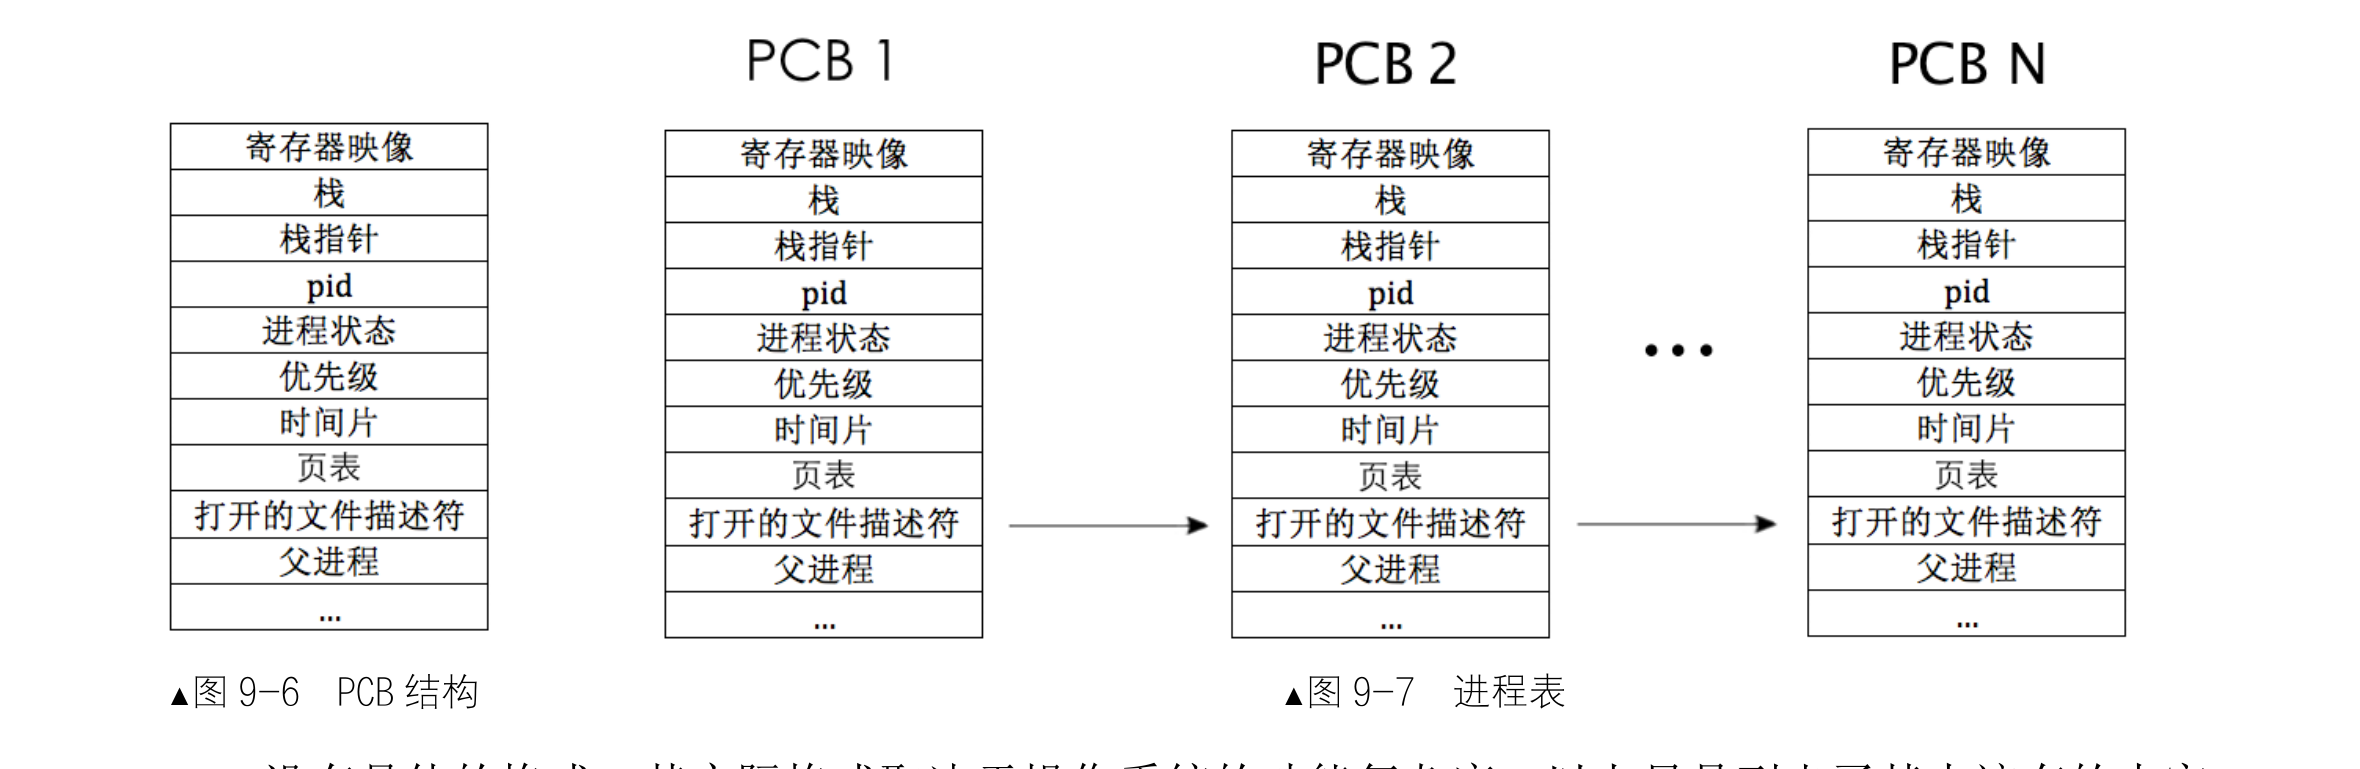 PCB 1
PCB 2
PCB N
寄存器映像
栈
栈指针
pid
进程状态
优先级
时间片
页表
打开的文件描述符
父进程
...
寄存器映像
栈
栈指针
pid
进程状态
优先级
时间片
页表
打开的文件描述符
父进程
...
寄存器映像
栈
栈指针
pid
进程状态
优先级
时间片
页表
打开的文件描述符
父进程
...
•••
寄存器映像
栈
栈指针
pid
进程状态
优先级
时间片
页表
打开的文件描述符
父进程
...
▲图 9-6 PCB 结构
▲图 9-7 进程表